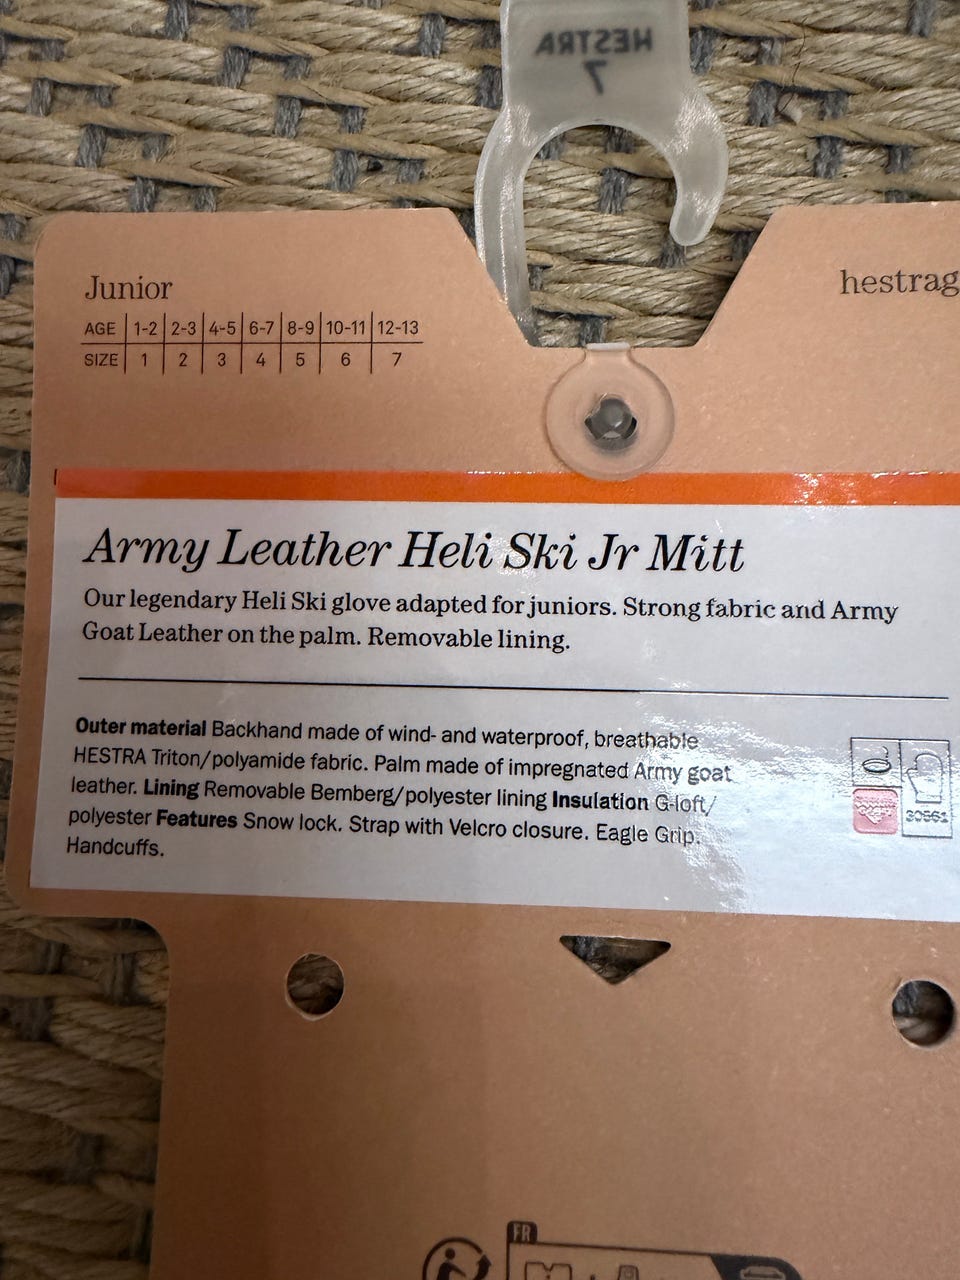 HESTRA
7
Junior
hestrag
AGE 1-2 2-3 4-5 6-7 8-9 10-11 12-13
SIZE 1 2 3 4 5 6 7
Army Leather Heli Ski Jr Mitt
Our legendary Heli Ski glove adapted for juniors. Strong fabric and Army
Goat Leather on the palm. Removable lining.
Outer material Backhand made of wind- and waterproof, breathable
HESTRA Triton/polyamide fabric. Palm made of impregnated Army goat
leather. Lining Removable Bemberg/polyester lining Insulation G-loft/
polyester Features Snow lock. Strap with Velcro closure. Eagle Grip.
Handcuffs.
30561
FR